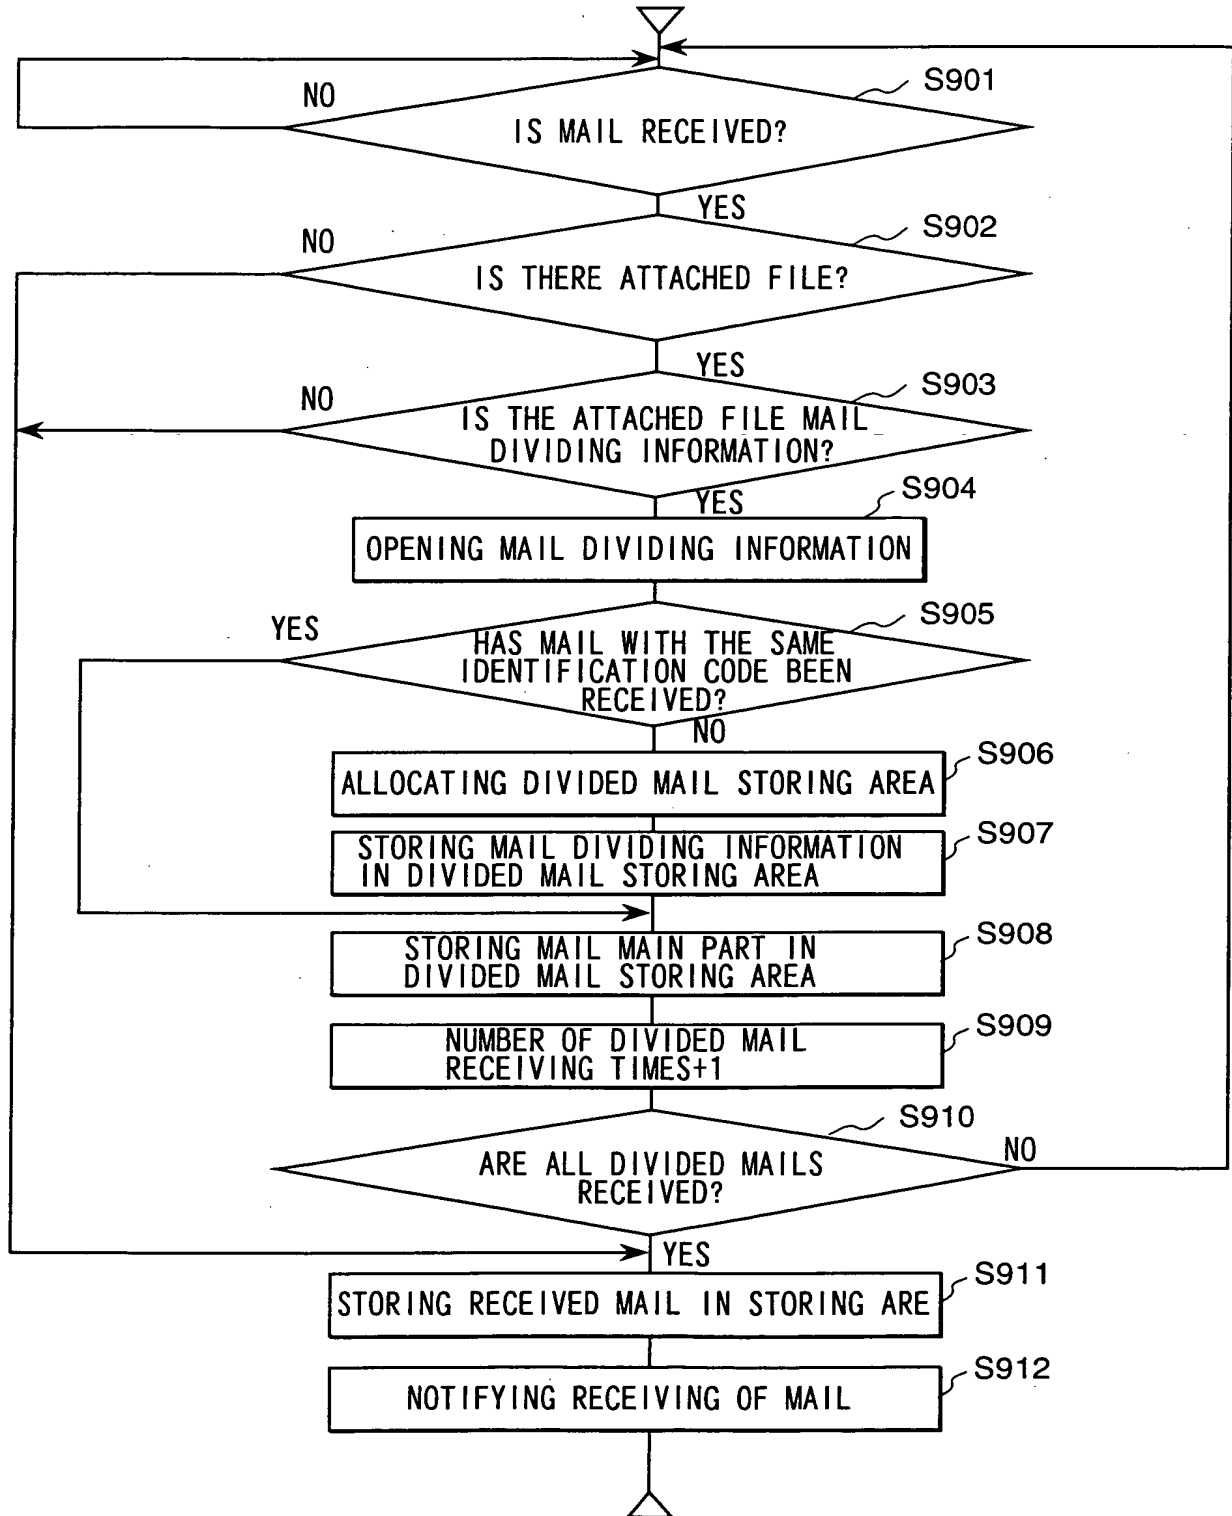 S901
NO
IS MAIL RECEIVED?
YES
S902
NO
IS THERE ATTACHED FILE?
YES
S903
NO
IS THE ATTACHED FILE MAIL
DIVIDING INFORMATION?
S904
YES
OPENING MAIL DIVIDING INFORMATION
S905
YES
HAS MAIL WITH THE SAME
IDENTIFICATION CODE BEEN
RECEIVED?
NO
S906
ALLOCATING DIVIDED MAIL STORING AREA
S907
STORING MAIL DIVIDING INFORMATION
IN DIVIDED MAIL STORING AREA
S908
STORING MAIL MAIN PART IN
DIVIDED MAIL STORING AREA
S909
NUMBER OF DIVIDED MAIL
RECEIVING TIMES+1
S910
NO
ARE ALL DIVIDED MAILS
RECEIVED?
YES
S911
STORING RECEIVED MAIL IN STORING ARE
S912
NOTIFYING RECEIVING OF MAIL